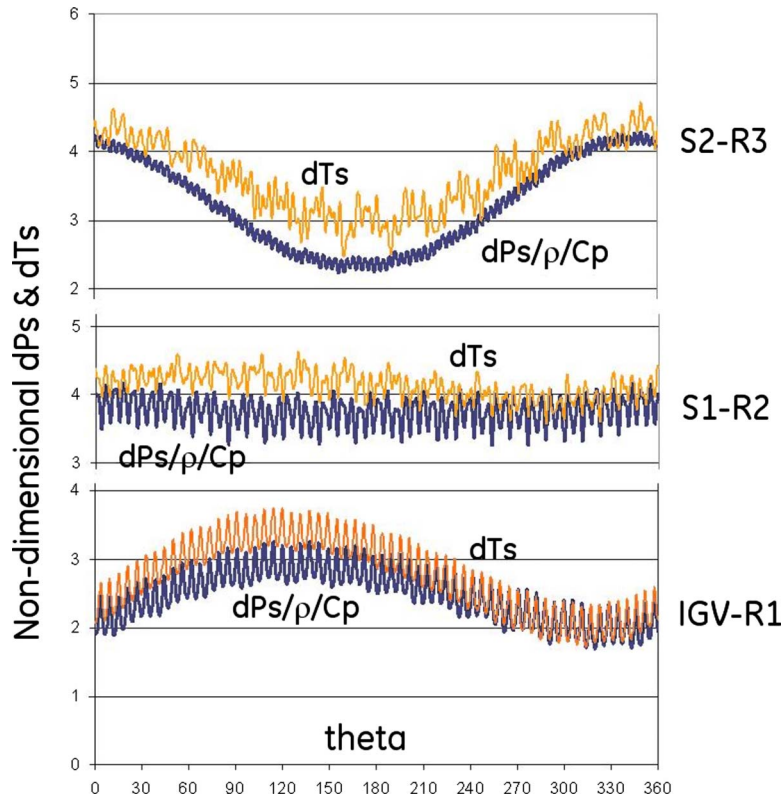 Non-dimensional dPs & dTs
6
5
4
3
2
dTs
dPs/ρ/Cp
S2-R3
5
4
3
dTs
dPs/ρ/Cp
S1-R2
4
3
2
1
0
dTs
dPs/ρ/Cp
IGV-R1
theta
0 30 60 90 120 150 180 210 240 270 300 330 360